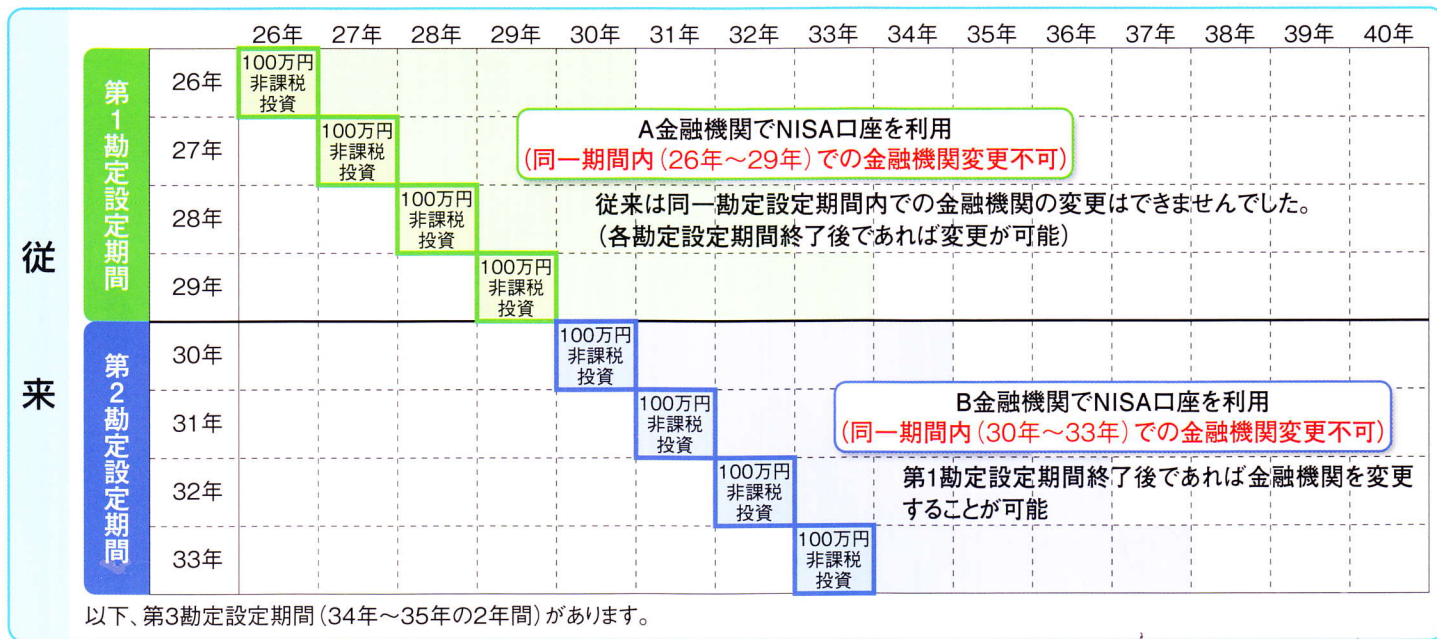 従来
26年 27年 28年 29年 30年 31年 32年 33年 34年 35年 36年 37年 38年 39年 40年
第1勘定設定期間
26年
100万円
非課税
投資
27年
100万円
非課税
投資
28年
100万円
非課税
投資
29年
100万円
非課税
投資
A金融機関でNISA口座を利用
(同一期間内(26年～29年)での金融機関変更不可)
従来は同一勘定設定期間内での金融機関の変更はできませんでした。
(各勘定設定期間終了後であれば変更が可能)
第2勘定設定期間
30年
100万円
非課税
投資
31年
100万円
非課税
投資
32年
100万円
非課税
投資
33年
100万円
非課税
投資
B金融機関でNISA口座を利用
(同一期間内(30年～33年)での金融機関変更不可)
第1勘定設定期間終了後であれば金融機関を変更
することが可能
以下、第3勘定設定期間(34年～35年の2年間)があります。